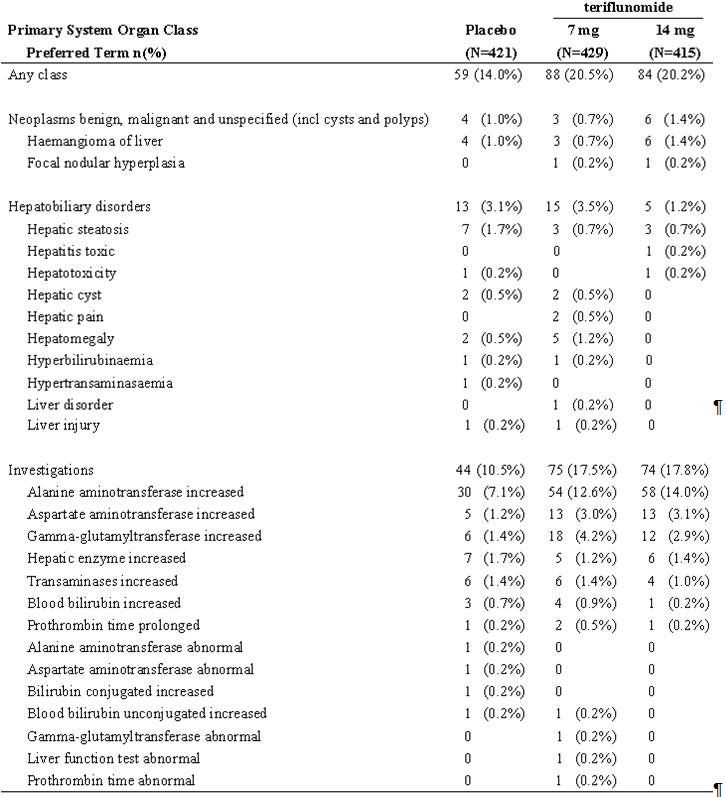 teriflunomide
Primary System Organ Class Placebo 7 mg 14 mg
Preferred Term n(%) (N=421) (N=429) (N=415)
Any class 59 (14.0%) 88 (20.5%) 84 (20.2%)
Neoplasms benign, malignant and unspecified (incl cysts and polyps) 4 (1.0%) 3 (0.7%) 6 (1.4%)
Haemangioma of liver 4 (1.0%) 3 (0.7%) 6 (1.4%)
Focal nodular hyperplasia 0 1 (0.2%) 1 (0.2%)
Hepatobiliary disorders 13 (3.1%) 15 (3.5%) 5 (1.2%)
Hepatic steatosis 7 (1.7%) 3 (0.7%) 3 (0.7%)
Hepatitis toxic 0 0 1 (0.2%)
Hepatotoxicity 1 (0.2%) 0 1 (0.2%)
Hepatic cyst 2 (0.5%) 2 (0.5%) 0
Hepatic pain 0 2 (0.5%) 0
Hepatomegaly 2 (0.5%) 5 (1.2%) 0
Hyperbilirubinaemia 1 (0.2%) 1 (0.2%) 0
Hypertransaminasaemia 1 (0.2%) 0 0
Liver disorder 0 1 (0.2%) 0 ¶
Liver injury 1 (0.2%) 1 (0.2%) 0
Investigations 44 (10.5%) 75 (17.5%) 74 (17.8%)
Alanine aminotransferase increased 30 (7.1%) 54 (12.6%) 58 (14.0%)
Aspartate aminotransferase increased 5 (1.2%) 13 (3.0%) 13 (3.1%)
Gamma-glutamyltransferase increased 6 (1.4%) 18 (4.2%) 12 (2.9%)
Hepatic enzyme increased 7 (1.7%) 5 (1.2%) 6 (1.4%)
Transaminases increased 6 (1.4%) 6 (1.4%) 4 (1.0%)
Blood bilirubin increased 3 (0.7%) 4 (0.9%) 1 (0.2%)
Prothrombin time prolonged 1 (0.2%) 2 (0.5%) 1 (0.2%)
Alanine aminotransferase abnormal 1 (0.2%) 0 0
Aspartate aminotransferase abnormal 1 (0.2%) 0 0
Bilirubin conjugated increased 1 (0.2%) 0 0
Blood bilirubin unconjugated increased 1 (0.2%) 1 (0.2%) 0
Gamma-glutamyltransferase abnormal 0 1 (0.2%) 0
Liver function test abnormal 0 1 (0.2%) 0
Prothrombin time abnormal 0 1 (0.2%) 0 ¶